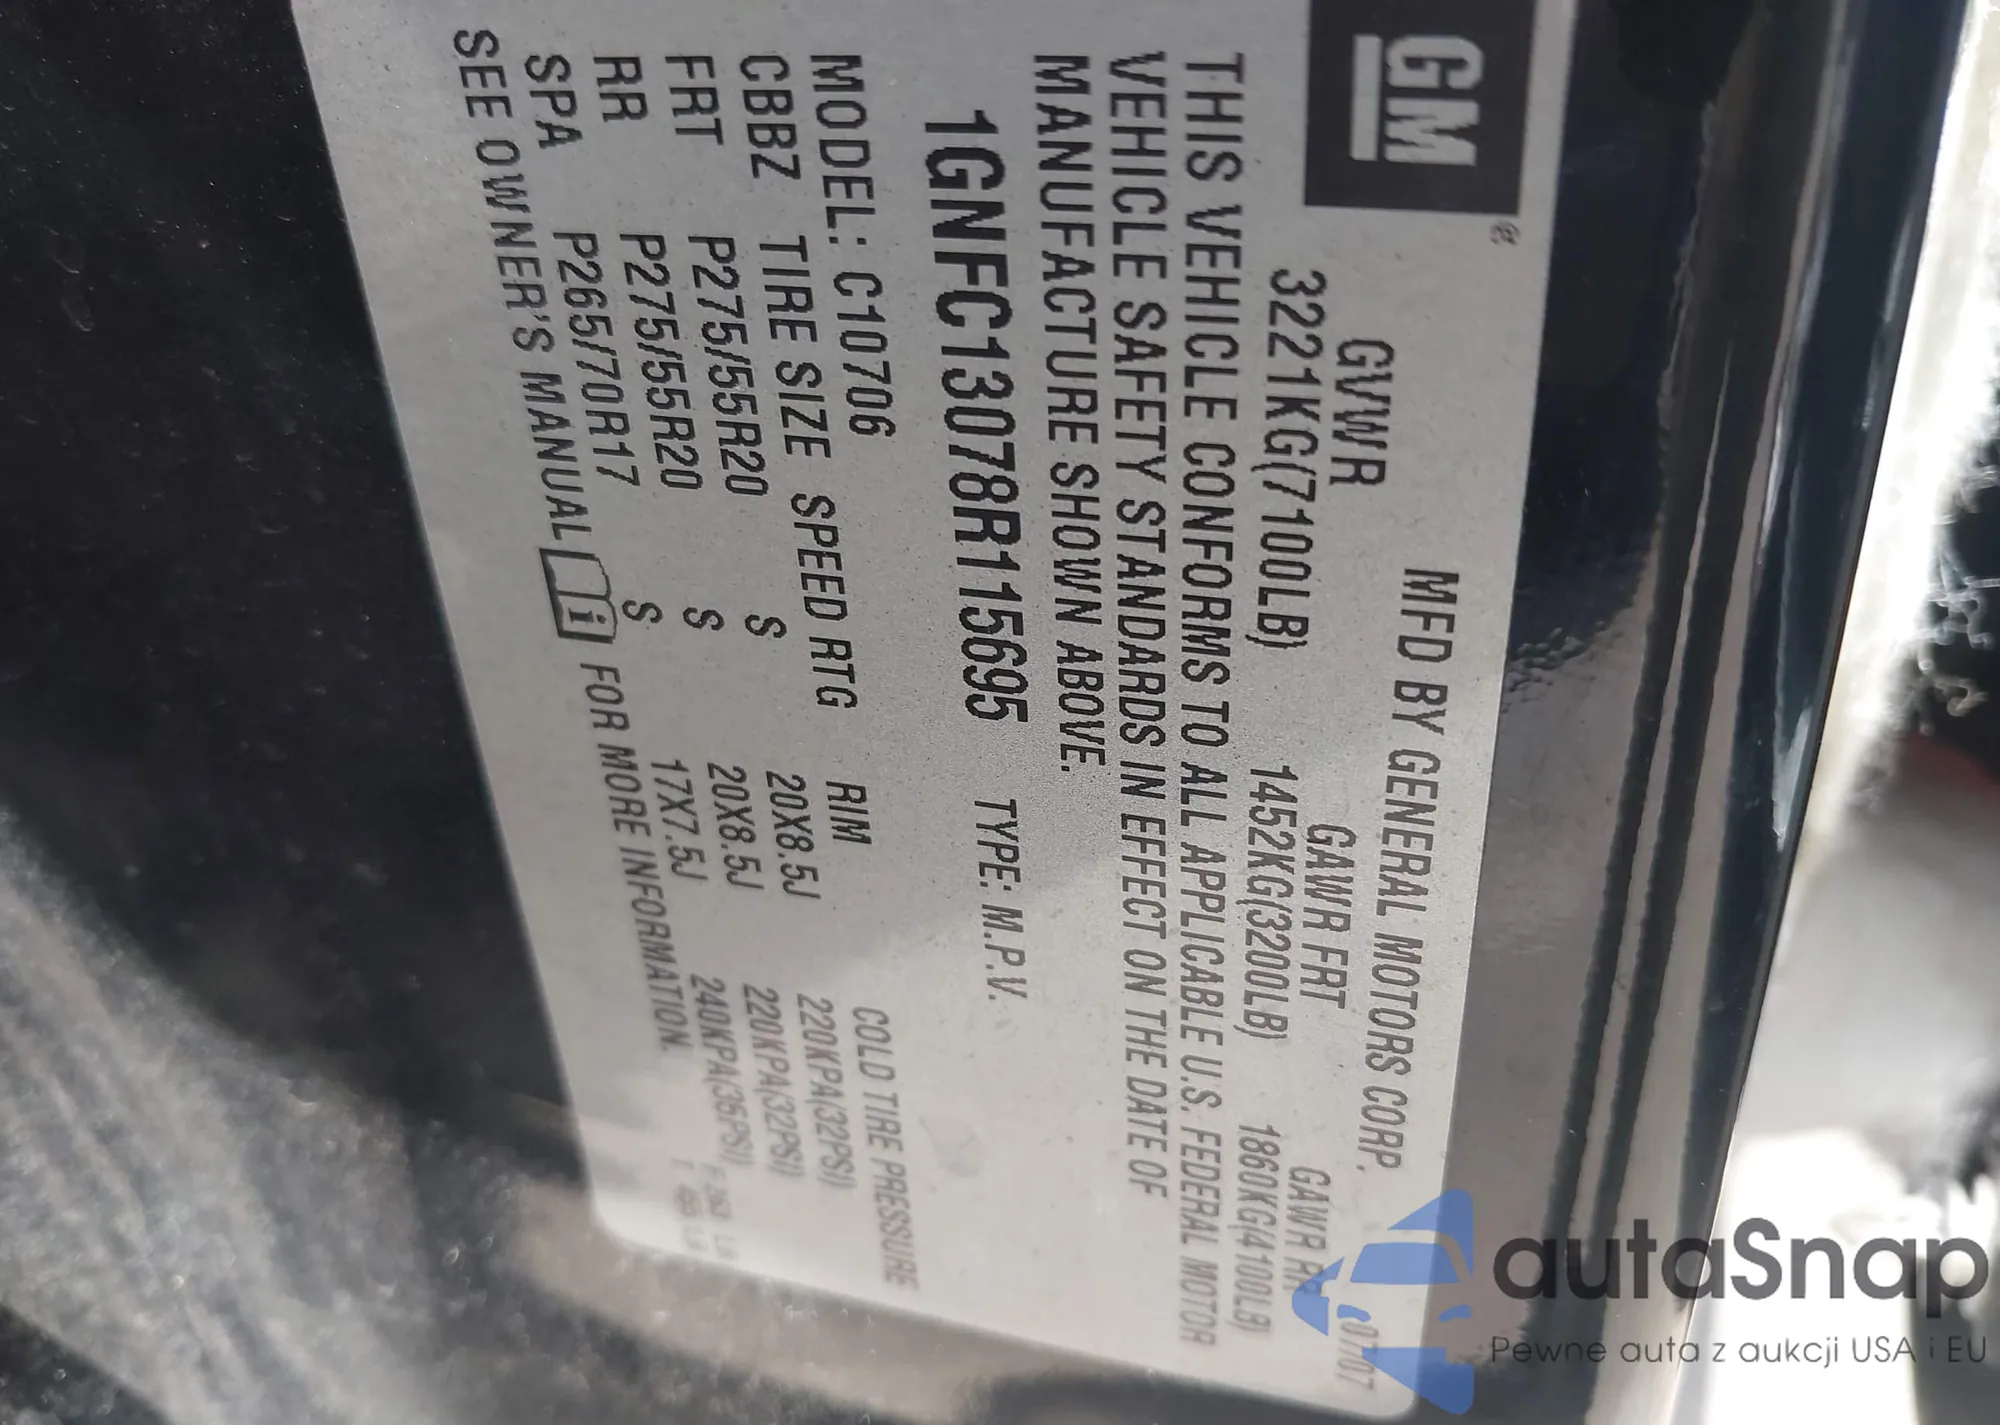 GM®
MFD BY GENERAL MOTORS CORP. 07/07
GVWR GAWR FRT GAWR RR
3221KG(7100LB) 1452KG(3200LB) 1860KG(4100LB)
THIS VEHICLE CONFORMS TO ALL APPLICABLE U.S. FEDERAL MOTOR
VEHICLE SAFETY STANDARDS IN EFFECT ON THE DATE OF
MANUFACTURE SHOWN ABOVE.
1GNFC13078R115695 TYPE: M.P.V.
MODEL: C10706
CBBZ TIRE SIZE SPEED RTG RIM COLD TIRE PRESSURE
FRT P275/55R20 S 20X8.5J 220KPA(32PSI)
RR P275/55R20 S 20X8.5J 220KPA(32PSI)
SPA P265/70R17 S 17X7.5J 240KPA(35PSI)
SEE OWNER'S MANUAL i FOR MORE INFORMATION.
autaSnap
Pewne auta z aukcji USA i EU